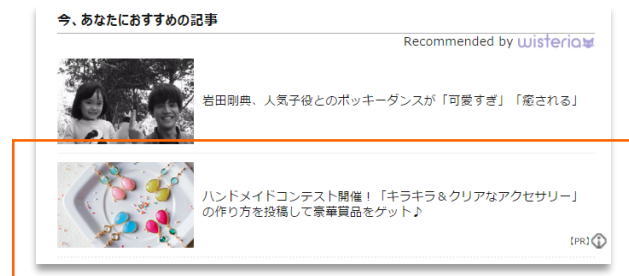 今、あなたにおすすめの記事
Recommended by wisteria
岩田剛典、人気子役とのポッキーダンスが「可愛すぎ」「癒される」
ハンドメイドコンテスト開催！「キラキラ＆クリアなアクセサリー」
の作り方を投稿して豪華賞品をゲット♪
[PR]